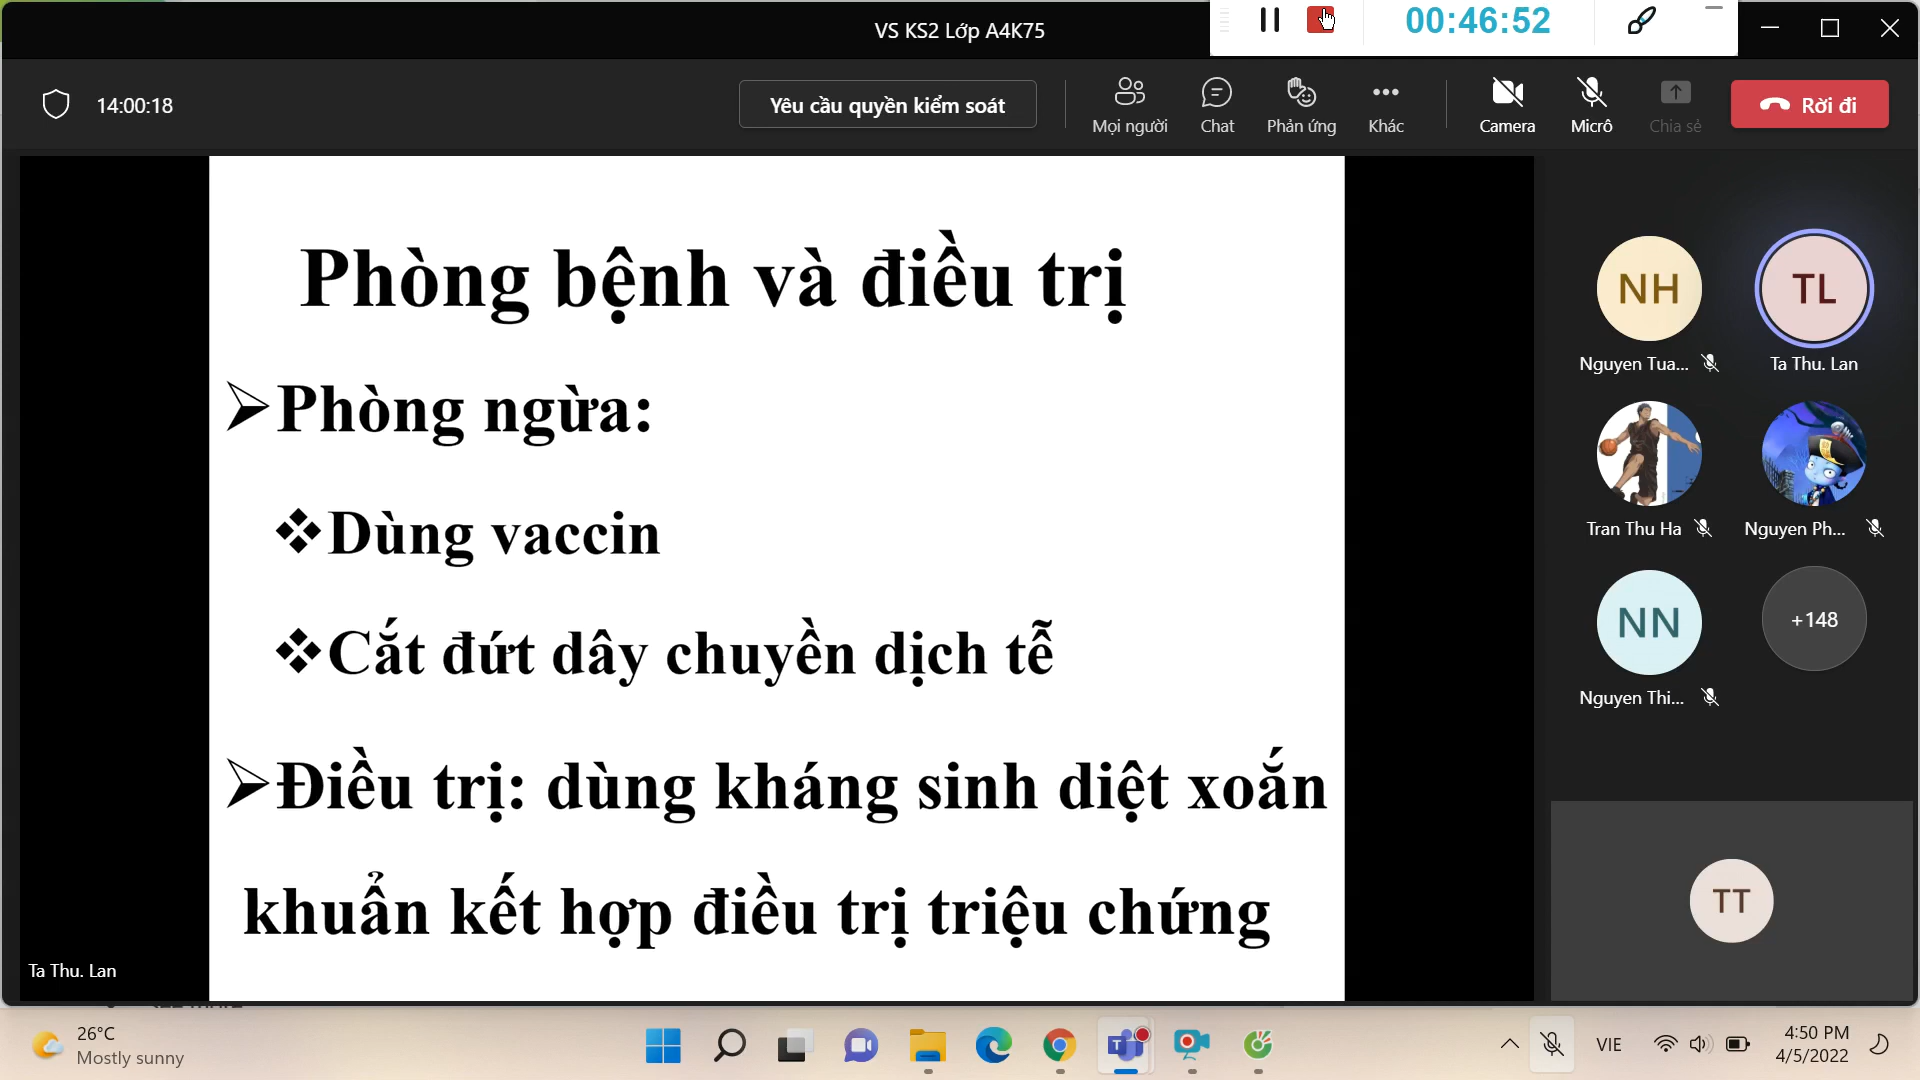 VS KS2 Lớp A4K75
00:46:52
14:00:18
Yêu cầu quyền kiểm soát
Mọi người
Chat
Phản ứng
Khác
Camera
Micrô
Chia sẻ
Rời đi
Phòng bệnh và điều trị
Phòng ngừa:
Dùng vaccin
Cắt đứt dây chuyền dịch tễ
Điều trị: dùng kháng sinh diệt xoắn
khuẩn kết hợp điều trị triệu chứng
Ta Thu. Lan
NH
Nguyen Tua...
TL
Ta Thu. Lan
Tran Thu Ha
Nguyen Ph...
NN
Nguyen Thi...
+148
TT
26°C
Mostly sunny
VIE
4:50 PM
4/5/2022